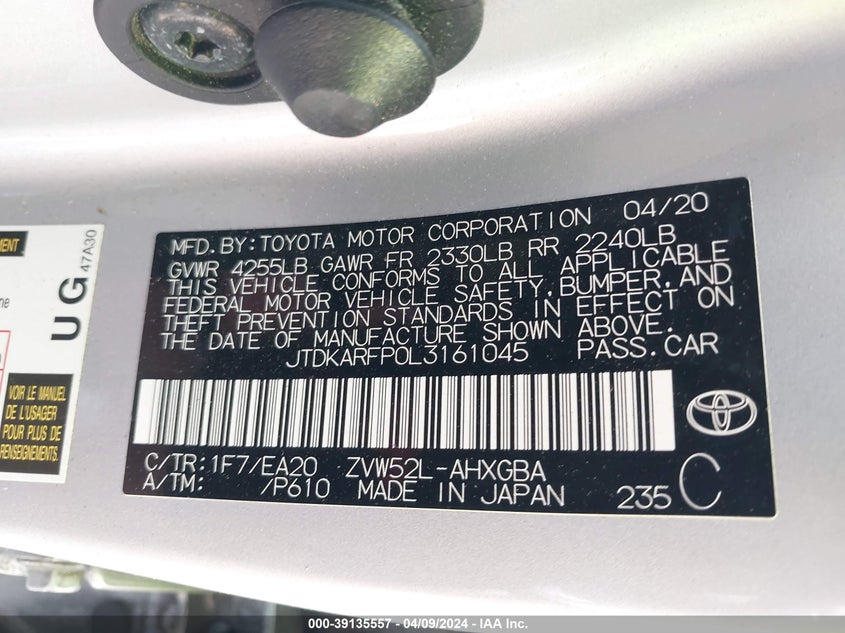 MFD. BY: TOYOTA MOTOR CORPORATION 04/20
GVWR 4255LB GAWR FR 2330LB RR 2240LB
THIS VEHICLE CONFORMS TO ALL APPLICABLE
FEDERAL MOTOR VEHICLE SAFETY, BUMPER, AND
THEFT PREVENTION STANDARDS IN EFFECT ON
THE DATE OF MANUFACTURE SHOWN ABOVE.
JTDKARFP0L3161045 PASS. CAR
C/TR: 1F7/EA20 ZVW52L-AHXGBA
A/TM: /P610 MADE IN JAPAN 235 C
UG
47A30
VOIR LE MANUEL
DE L'USAGER
POUR PLUS DE
RENSEIGNEMENTS.
000-39135557 - 04/09/2024 - IAA Inc.